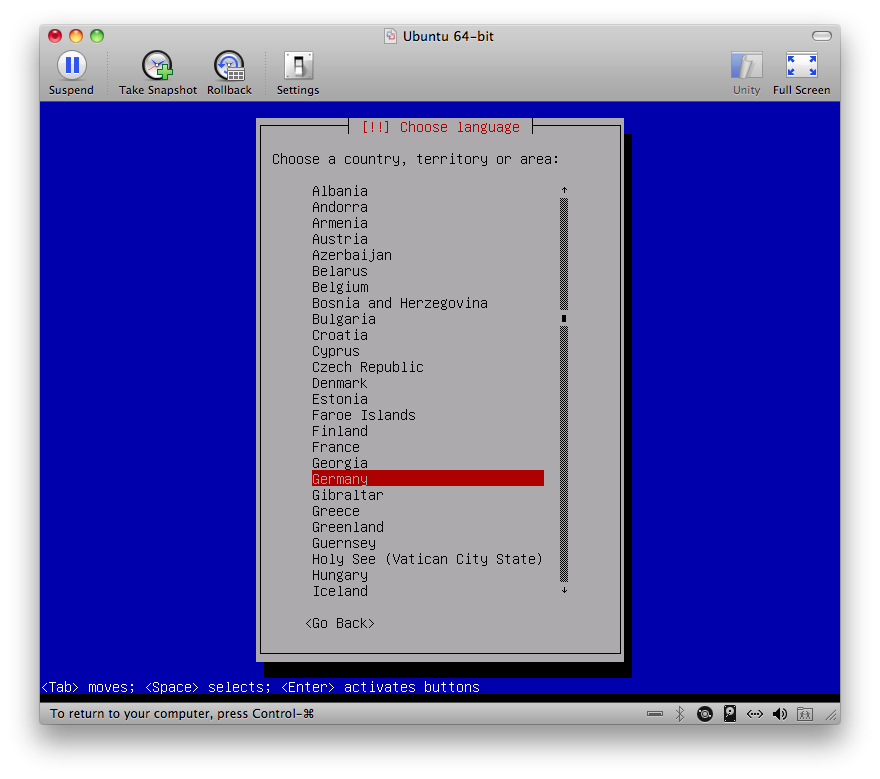 Ubuntu 64-bit
Suspend
Take Snapshot
Rollback
Settings
Unity
Full Screen
[!!] Choose language
Choose a country, territory or area:
Albania
Andorra
Armenia
Austria
Azerbaijan
Belarus
Belgium
Bosnia and Herzegovina
Bulgaria
Croatia
Cyprus
Czech Republic
Denmark
Estonia
Faroe Islands
Finland
France
Georgia
Germany
Gibraltar
Greece
Greenland
Guernsey
Holy See (Vatican City State)
Hungary
Iceland
<Go Back>
<Tab> moves; <Space> selects; <Enter> activates buttons
To return to your computer, press Control-⌘